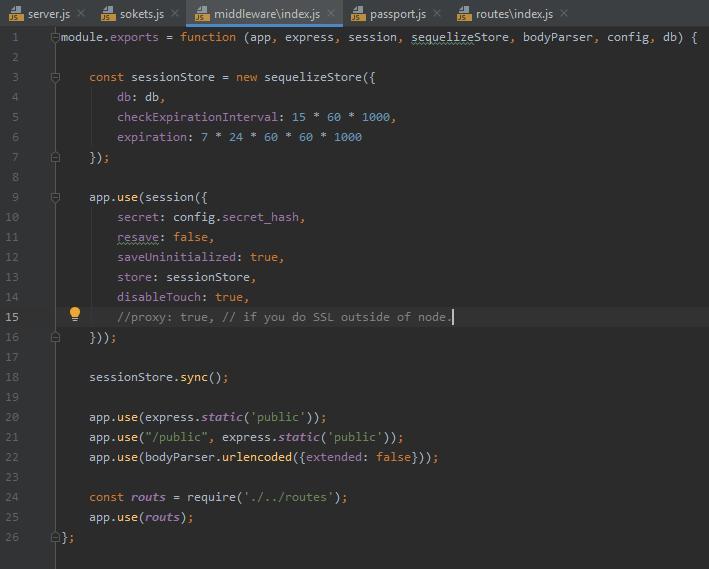 server.js sokets.js middleware\index.js passport.js routes\index.js
1 module.exports = function (app, express, session, sequelizeStore, bodyParser, config, db) {
2
3 const sessionStore = new sequelizeStore({
4 db: db,
5 checkExpirationInterval: 15 * 60 * 1000,
6 expiration: 7 * 24 * 60 * 60 * 1000
7 });
8
9 app.use(session({
10 secret: config.secret_hash,
11 resave: false,
12 saveUninitialized: true,
13 store: sessionStore,
14 disableTouch: true,
15 //proxy: true, // if you do SSL outside of node.
16 }));
17
18 sessionStore.sync();
19
20 app.use(express.static('public'));
21 app.use("/public", express.static('public'));
22 app.use(bodyParser.urlencoded({extended: false}));
23
24 const routs = require('./../routes');
25 app.use(routs);
26 };